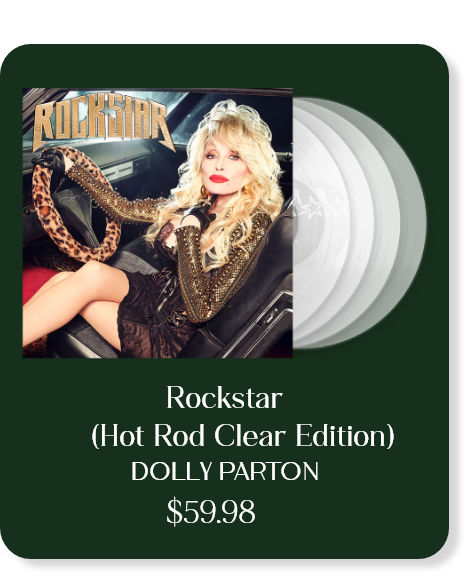 ROCKSTAR
Rockstar
(Hot Rod Clear Edition)
DOLLY PARTON
$59.98